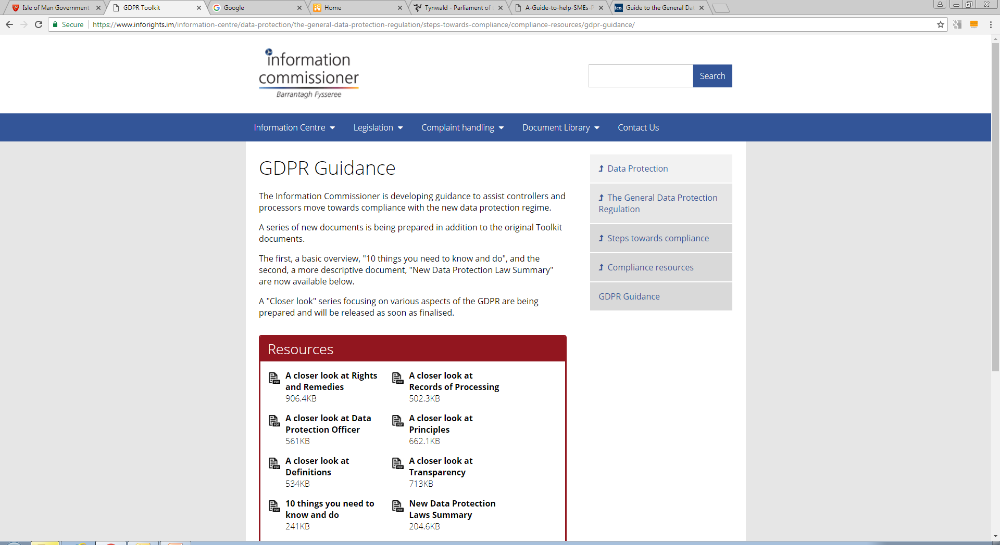 Isle of Man Government
GDPR Toolkit
Google
Home
Tynwald - Parliament of
A-Guide-to-help-SMEs-P
ico.
Guide to the General Dat
Secure
https://www.inforights.im/information-centre/data-protection/the-general-data-protection-regulation/steps-towards-compliance/compliance-resources/gdpr-guidance/
information
commissioner
Barrantagh Fysseree
Search
Information Centre
Legislation
Complaint handling
Document Library
Contact Us
GDPR Guidance
The Information Commissioner is developing guidance to assist controllers and
processors move towards compliance with the new data protection regime.
A series of new documents is being prepared in addition to the original Toolkit
documents.
The first, a basic overview, "10 things you need to know and do", and the
second, a more descriptive document, "New Data Protection Law Summary"
are now available below.
A "Closer look" series focusing on various aspects of the GDPR are being
prepared and will be released as soon as finalised.
Data Protection
The General Data Protection
Regulation
Steps towards compliance
Compliance resources
GDPR Guidance
Resources
A closer look at Rights
and Remedies
906.4KB
A closer look at
Records of Processing
502.3KB
A closer look at Data
Protection Officer
561KB
A closer look at
Principles
662.1KB
A closer look at
Definitions
534KB
A closer look at
Transparency
713KB
10 things you need to
know and do
241KB
New Data Protection
Laws Summary
204.6KB